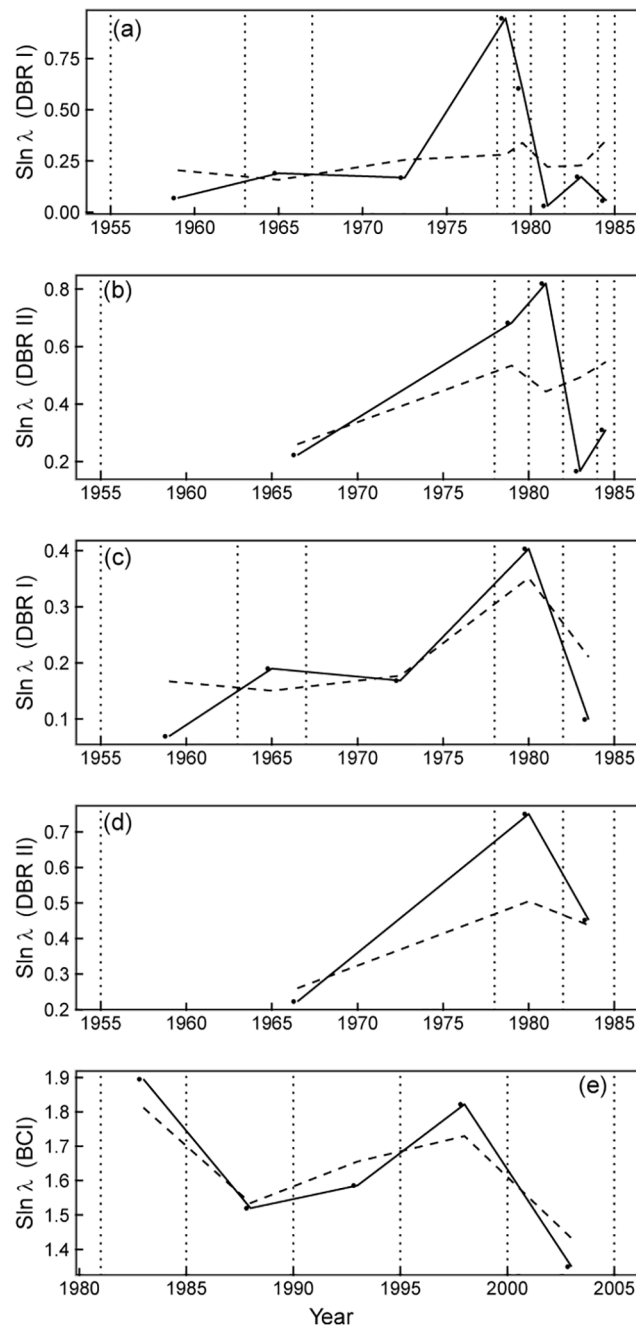 (a)
Sln λ (DBR I)
0.75
0.50
0.25
0.00
1955 1960 1965 1970 1975 1980 1985
(b)
Sln λ (DBR II)
0.8
0.6
0.4
0.2
1955 1960 1965 1970 1975 1980 1985
(c)
Sln λ (DBR I)
0.4
0.3
0.2
0.1
1955 1960 1965 1970 1975 1980 1985
(d)
Sln λ (DBR II)
0.7
0.6
0.5
0.4
0.3
0.2
1955 1960 1965 1970 1975 1980 1985
(e)
Sln λ (BCI)
1.9
1.8
1.7
1.6
1.5
1.4
1980 1985 1990 1995 2000 2005
Year